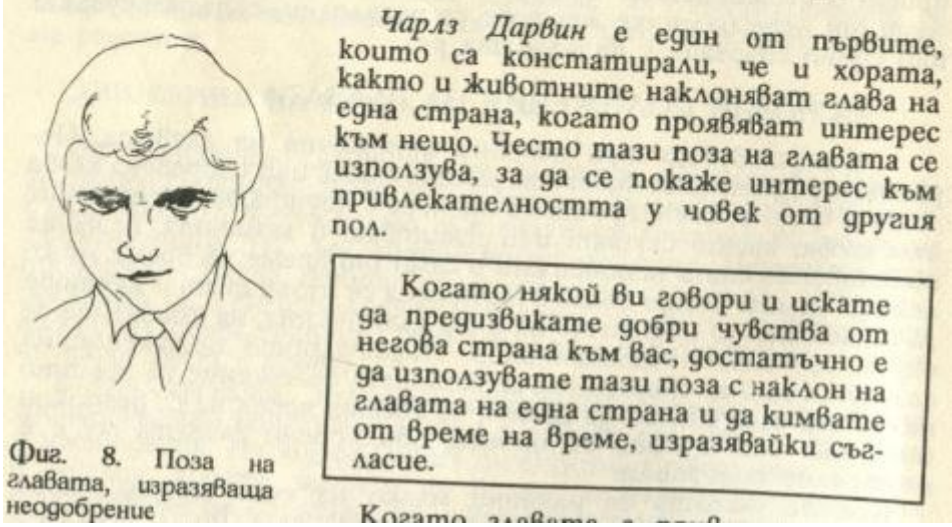 Чарлз Дарвин е един от първите,
които са констатирали, че и хората,
както и животните наклоняват глава на
една страна, когато проявяват интерес
към нещо. Често тази поза на главата се
използува, за да се покаже интерес към
привлекателността у човек от другия
пол.
Когато някой ви говори и искате
да предизвикате добри чувства от
негова страна към вас, достатъчно е
да използувате тази поза с наклон на
главата на една страна и да кимвате
от време на време, изразявайки съг-
ласие.
Фиг. 8. Поза на
главата, изразяваща
неодобрение
Когато главата е